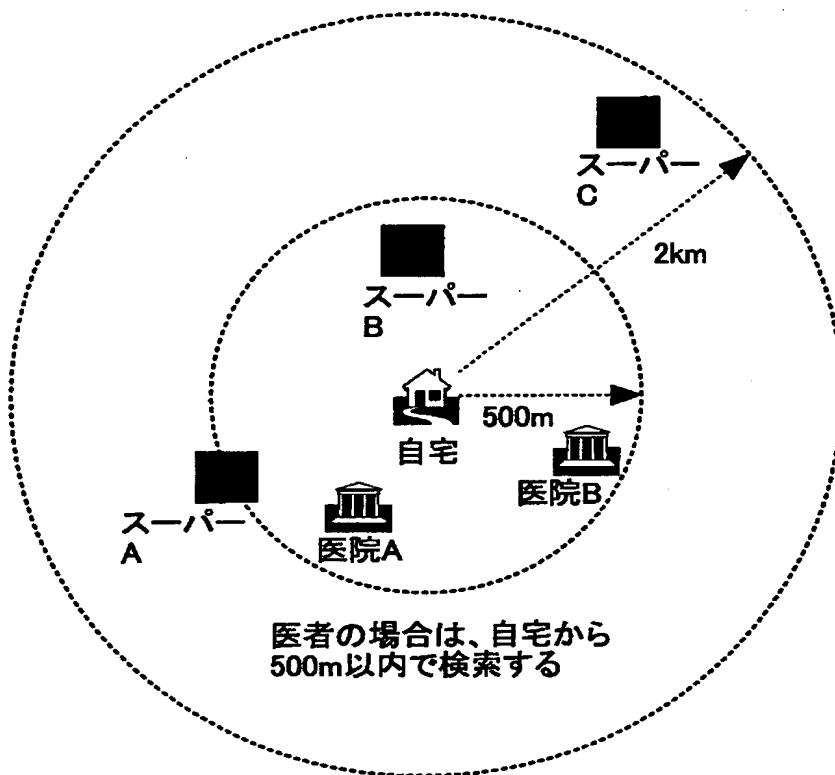 スーパー
C
2km
スーパー
B
500m
自宅
医院B
スーパー
A
医院A
医者の場合は、自宅から
500m以内で検索する